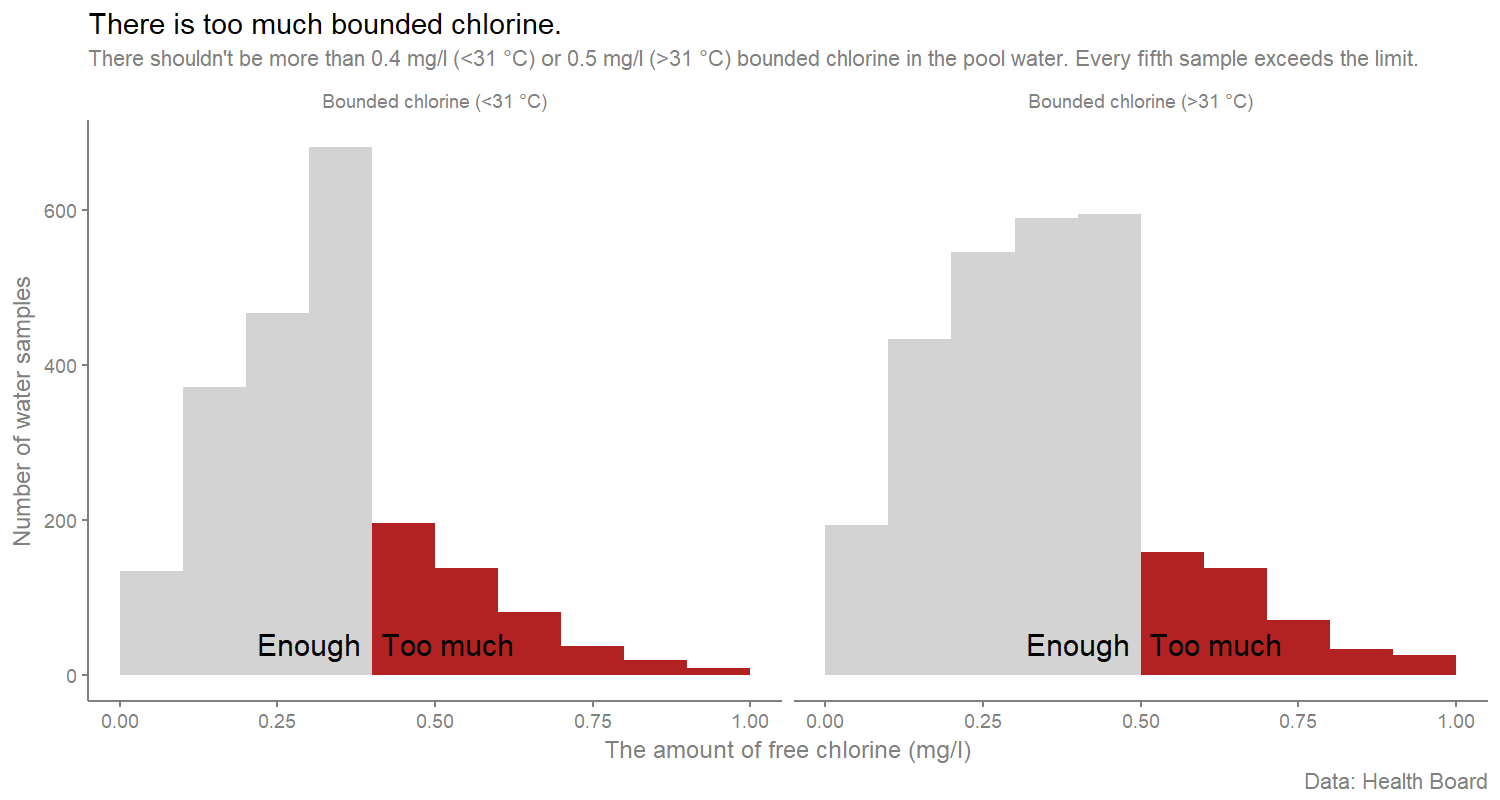 There is too much bounded chlorine.
There shouldn't be more than 0.4 mg/l (<31 °C) or 0.5 mg/l (>31 °C) bounded chlorine in the pool water. Every fifth sample exceeds the limit.
Bounded chlorine (<31 °C)
Bounded chlorine (>31 °C)
Number of water samples
600
400
200
0
Enough
Too much
Enough
Too much
0.00 0.25 0.50 0.75 1.00
0.00 0.25 0.50 0.75 1.00
The amount of free chlorine (mg/l)
Data: Health Board